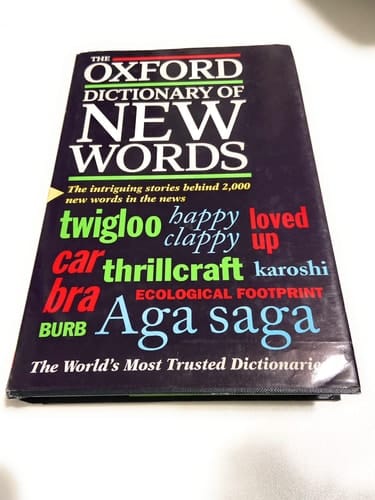 THE
OXFORD
DICTIONARY OF
NEW
WORDS
The intriguing stories behind 2,000
new words in the news
twigloo
happy
clappy
loved
up
car
bra
thrillcraft
karoshi
ECOLOGICAL FOOTPRINT
BURB
Aga saga
The World's Most Trusted Dictionaries